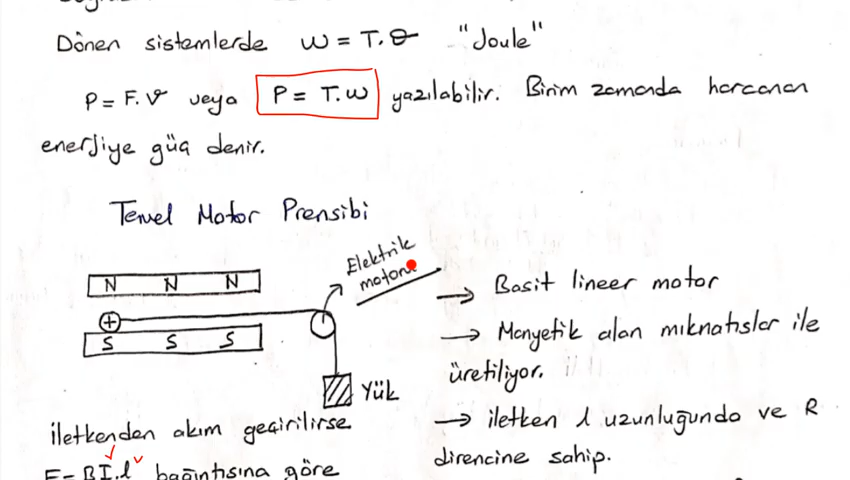 Dönen sistemlerde W = T.θ "Joule"
P = F.V veya P = T.W yazılabilir. Birim zamanda harcanan
enerjiye güç denir.
Temel Motor Prensibi
N N N
S S S
Elektrik
motoru
Yük
iletkenden akım geçirilirse
F = B.I.l bağıntısına göre
→ Basit lineer motor
→ Manyetik alan mıknatıslar ile
üretiliyor.
→ iletken l uzunluğunda ve R
direncine sahip.